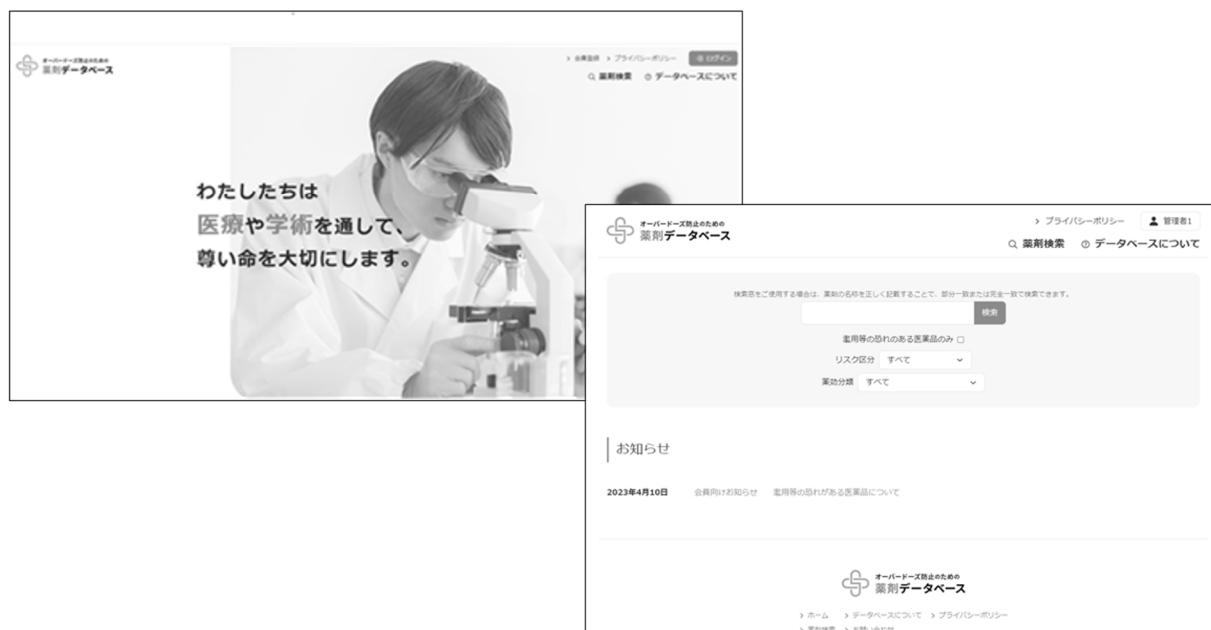 オーバードーズ防止のための
薬剤データベース
会員登録 プライバシーポリシー ログイン
薬剤検索 データベースについて
わたしたちは
医療や学術を通して、
尊い命を大切にします。
オーバードーズ防止のための
薬剤データベース
プライバシーポリシー 管理者1
薬剤検索 データベースについて
検索窓をご使用する場合は、薬剤の名称を正しく記載することで、部分一致または完全一致で検索できます。
検索
濫用等の恐れのある医薬品のみ
リスク区分 すべて
薬効分類 すべて
お知らせ
2023年4月10日 会員向けお知らせ 濫用等の恐れがある医薬品について
オーバードーズ防止のための
薬剤データベース
ホーム データベースについて プライバシーポリシー
薬剤検索 お問い合わせ